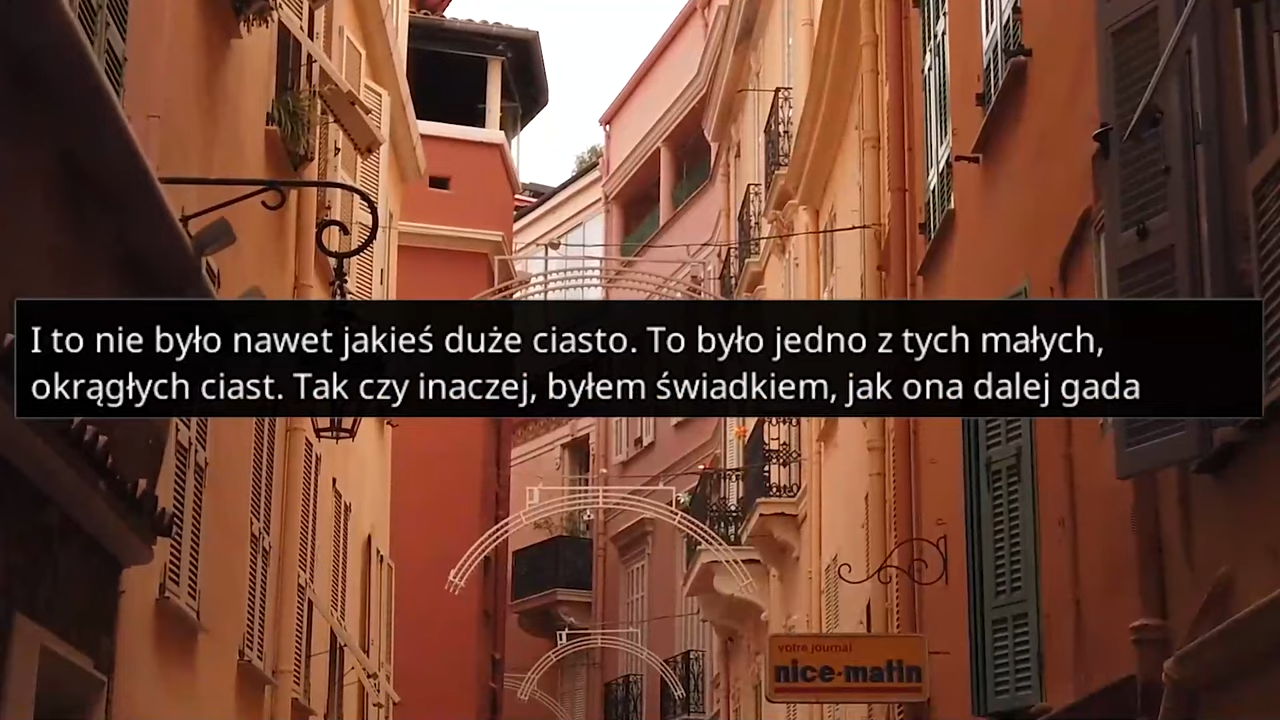 I to nie było nawet jakieś duże ciasto. To było jedno z tych małych,
okrągłych ciast. Tak czy inaczej, byłem świadkiem, jak ona dalej gada
votre journal
nice-matin